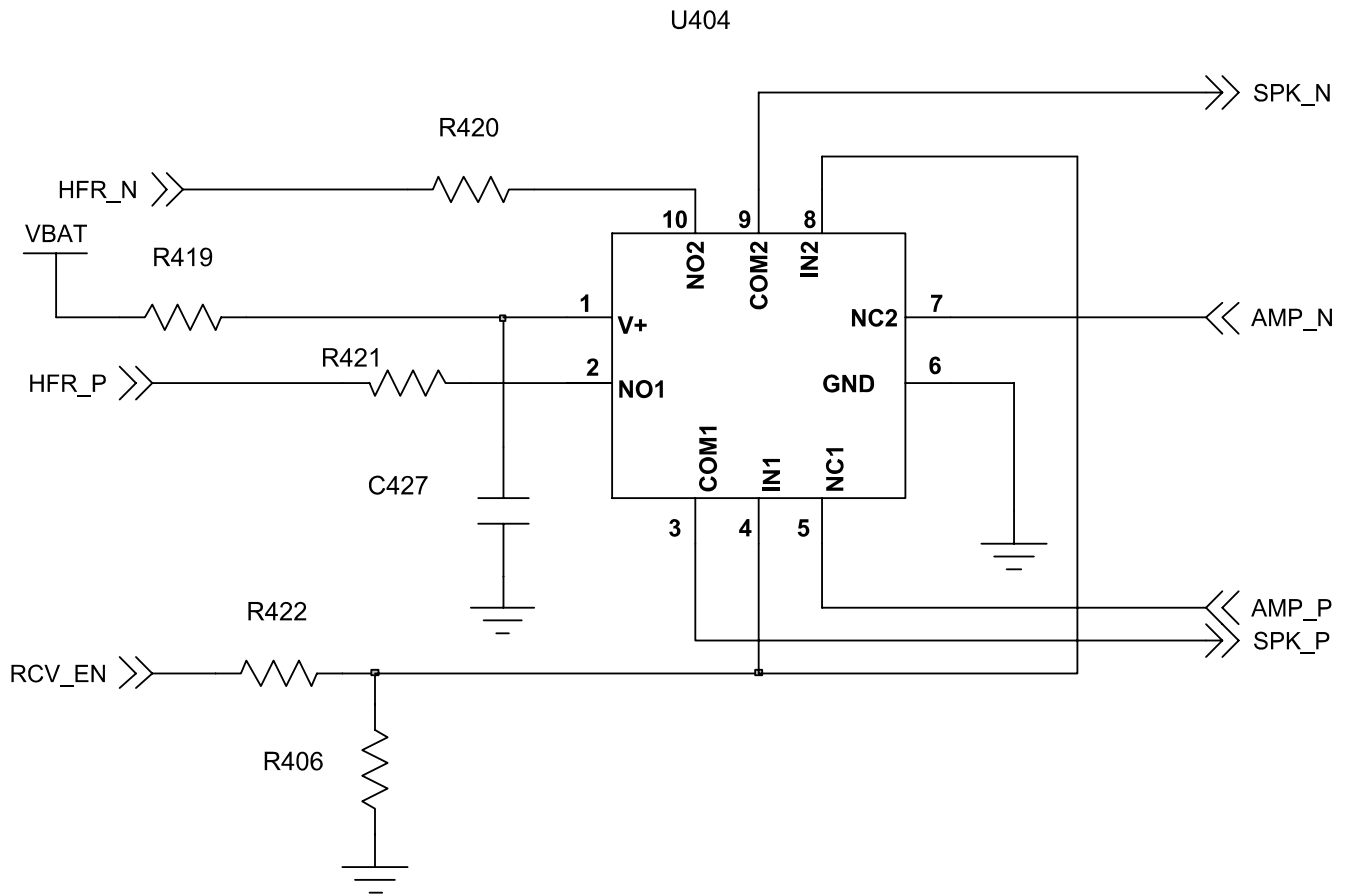 U404
SPK_N
R420
HFR_N
10
9
8
VBAT
NO2
COM2
IN2
R419
1
V+
NC2
7
AMP_N
R421
2
6
HFR_P
NO1
GND
COM1
IN1
NC1
C427
3
4
5
R422
AMP_P
SPK_P
RCV_EN
R406